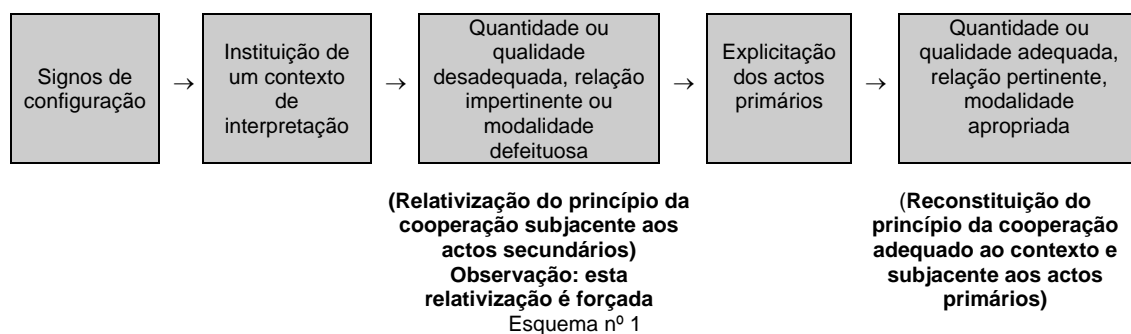 Signos de
configuração
→
Instituição de
um contexto
de
interpretação
→
Quantidade ou
qualidade
desadequada, relação
impertinente ou
modalidade
defeituosa
→
Explicitação
dos actos
primários
→
Quantidade ou
qualidade adequada,
relação pertinente,
modalidade
apropriada
(Relativização do princípio da
cooperação subjacente aos
actos secundários)
Observação: esta
relativização é forçada
(Reconstituição do
princípio da cooperação
adequado ao contexto e
subjacente aos actos
primários)
Esquema nº 1